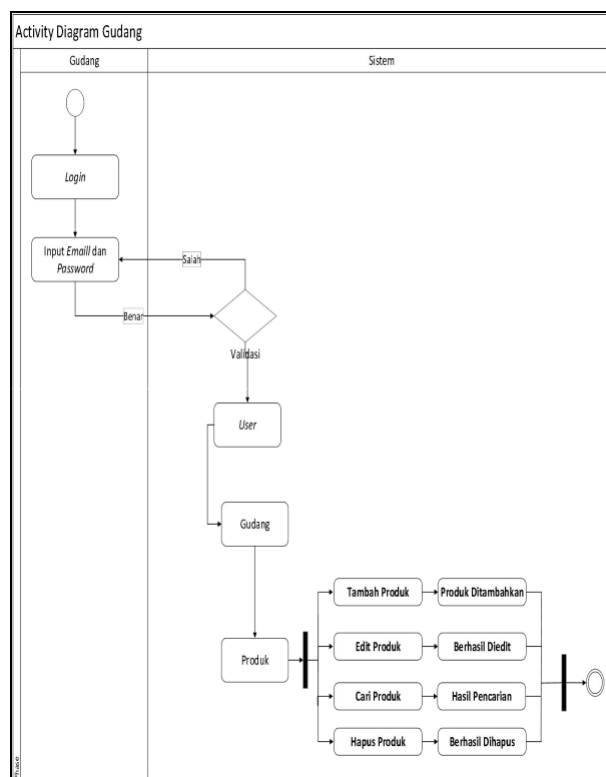 Activity Diagram Gudang
Gudang
Sistem
Login
Input Emaill dan
Password
Salah
Benar
Validasi
User
Gudang
Produk
Tambah Produk
Produk Ditambahkan
Edit Produk
Berhasil Diedit
Cari Produk
Hasil Pencarian
Hapus Produk
Berhasil Dihapus
Phase